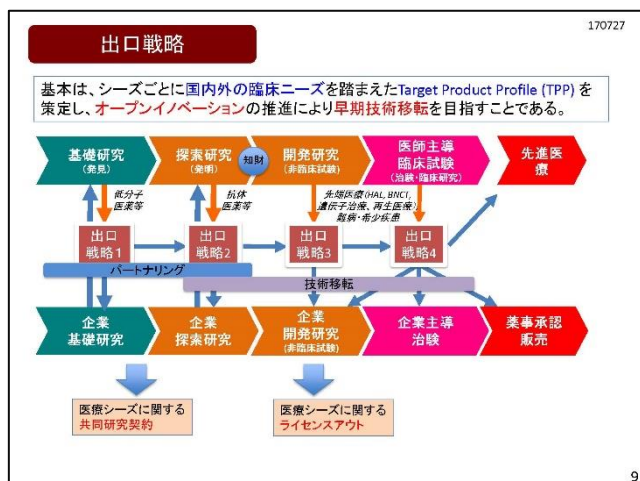 170727
出口戦略
基本は、シーズごとに国内外の臨床ニーズを踏まえたTarget Product Profile (TPP) を
策定し、オープンイノベーションの推進により早期技術移転を目指すことである。
基礎研究
(発見)
探索研究
(発明)
知財
開発研究
(非臨床試験)
医師主導
臨床試験
(治験・臨床研究)
先進医
療
低分子
医薬等
抗体
医薬等
先端医療(HAL, BNCT,
遺伝子治療、再生医療)、
難病・希少疾患
出口
戦略1
出口
戦略2
出口
戦略3
出口
戦略4
パートナリング
技術移転
企業
基礎研究
企業
探索研究
企業
開発研究
(非臨床試験)
企業主導
治験
薬事承認
販売
医療シーズに関する
共同研究契約
医療シーズに関する
ライセンスアウト
9